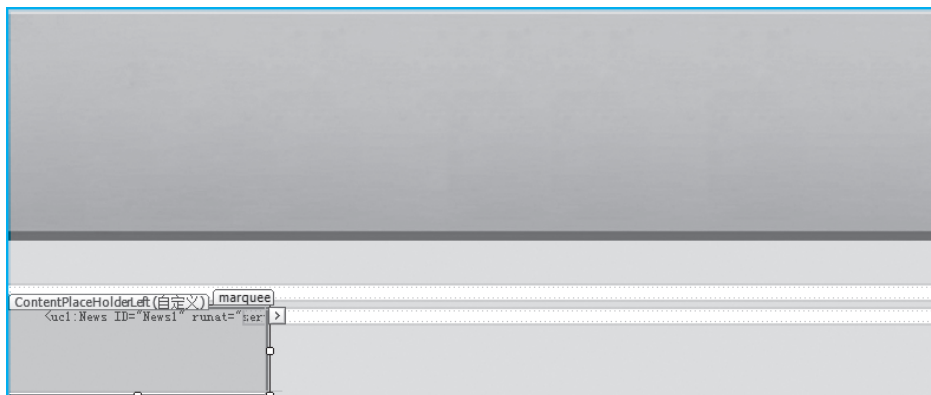 ContentPlaceHolderLeft (自定义)
marquee
<uc1:News ID="News1" runat="ser
>